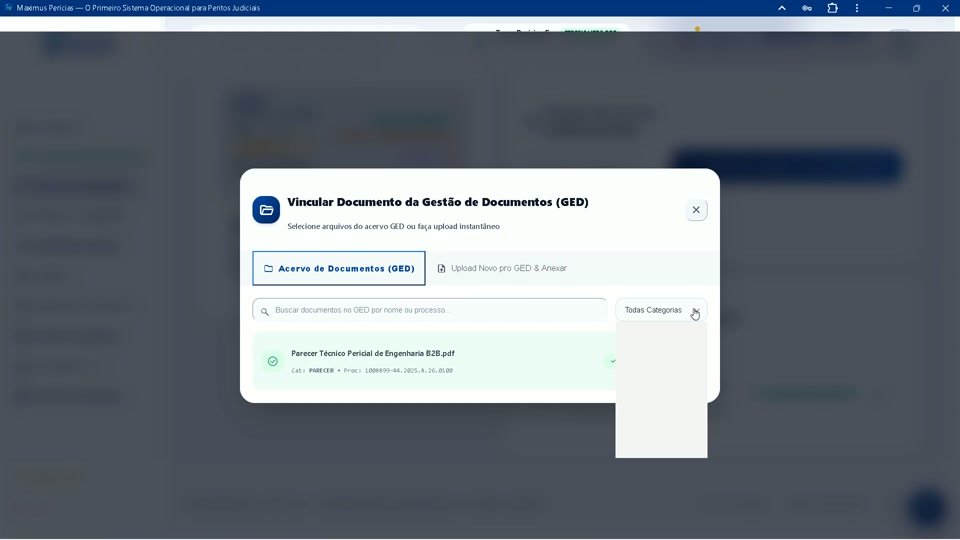 Maximus Perícias — O Primeiro Sistema Operacional para Peritos Judiciais
Vincular Documento da Gestão de Documentos (GED)
Selecione arquivos do acervo GED ou faça upload instantâneo
Acervo de Documentos (GED)
Upload Novo pro GED & Anexar
Buscar documentos no GED por nome ou processo...
Todas Categorias
Parecer Técnico Pericial de Engenharia B2B.pdf
Cat: PARECER • Proc: 1008899-44.2025.8.26.0100